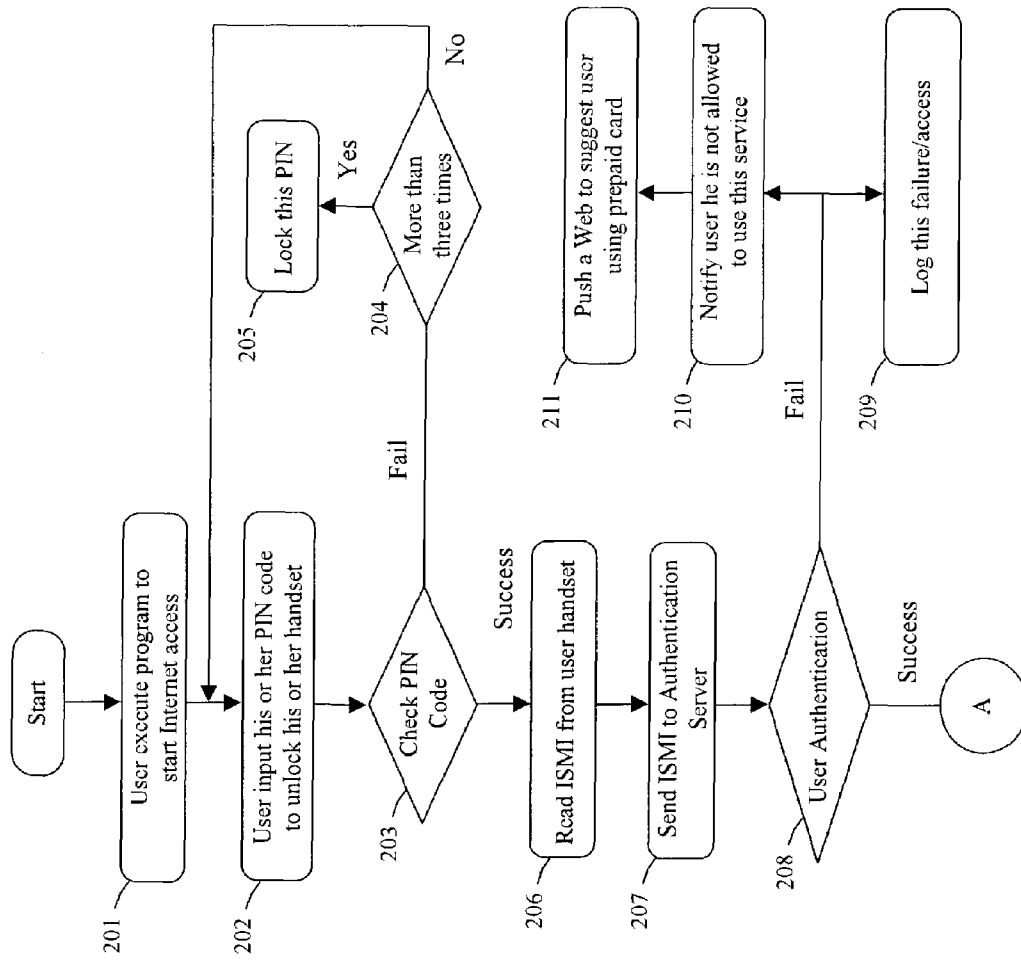 Start
201
User execute program to
start Internet access
202
User input his or her PIN code
to unlock his or her handset
203
Check PIN
Code
Fail
204
More than
three times
No
Yes
205
Lock this PIN
Success
206
Read ISMI from user handset
207
Send ISMI to Authentication
Server
208
User Authentication
Fail
209
Log this failure/access
210
Notify user he is not allowed
to use this service
211
Push a Web to suggest user
using prepaid card
Success
A